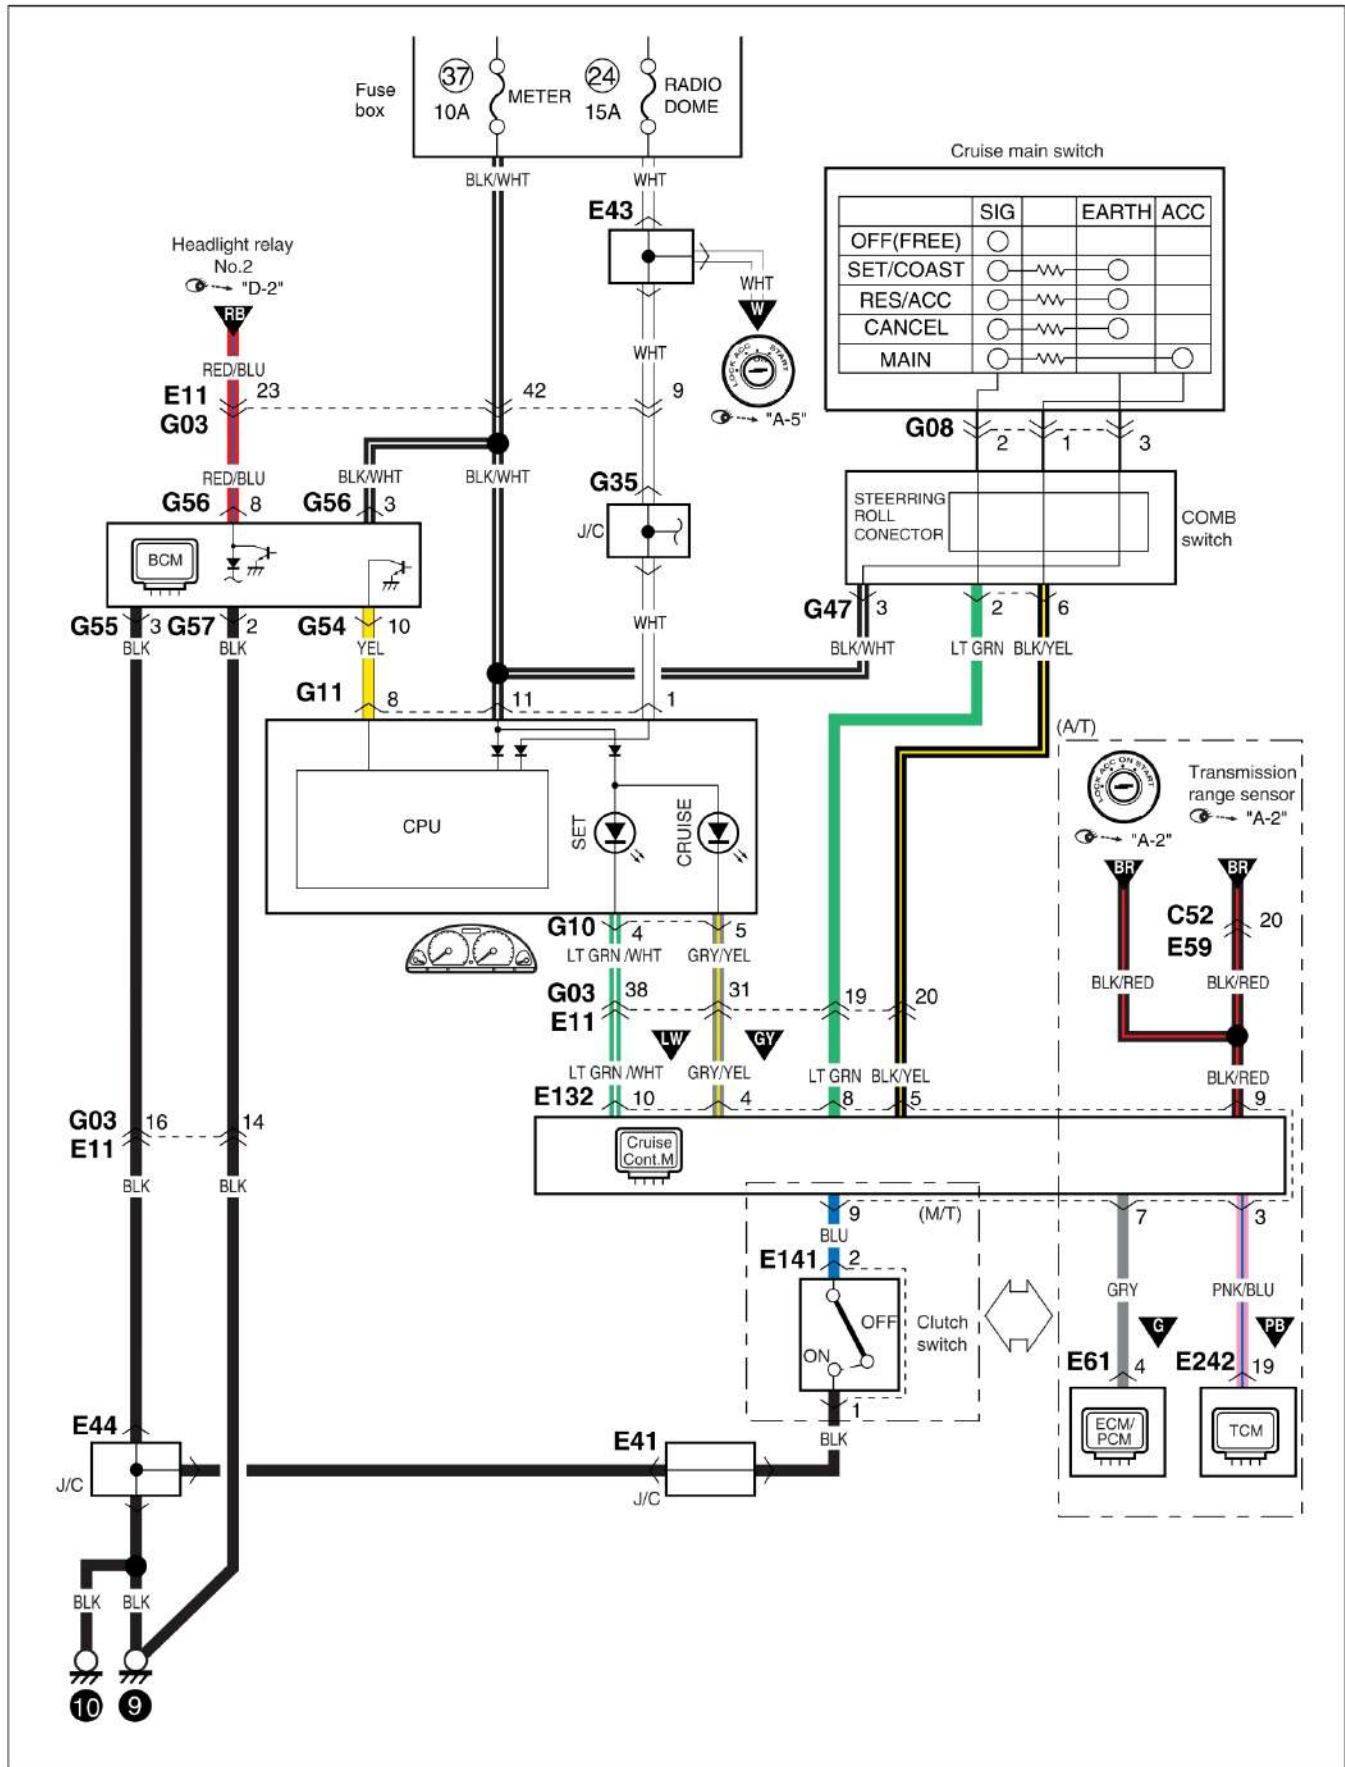 Fuse box
37
10A
METER
24
15A
RADIO DOME
BLK/WHT
WHT
E43
WHT
W
LOCK ACC ON START
"A-5"
Headlight relay
No.2
"D-2"
RB
RED/BLU
E11 23
G03
42
9
WHT
RED/BLU
BLK/WHT
BLK/WHT
G56 8
G56 3
G35
J/C
BCM
G55 3
G57 2
G54 10
BLK
BLK
YEL
WHT
G11 8
11
1
Cruise main switch
SIG EARTH ACC
OFF(FREE)
SET/COAST
RES/ACC
CANCEL
MAIN
G08 2 1 3
STEERRING
ROLL
CONECTOR
COMB
switch
G47 3 2 6
BLK/WHT LT GRN BLK/YEL
CPU
SET
CRUISE
G10 4 5
LT GRN /WHT GRY/YEL
G03 38 31 19 20
E11
LW GY
LT GRN /WHT GRY/YEL LT GRN BLK/YEL
E132 10 4 8 5 9
(A/T)
LOCK ACC ON START
"A-2"
Transmission
range sensor
"A-2"
BR BR
C52 20
E59
BLK/RED BLK/RED
BLK/RED
Cruise
Cont.M
G03 16 14
E11
BLK BLK
9 (M/T) 7 3
BLU
E141 2
OFF
ON
Clutch
switch
1
BLK
GRY PNK/BLU
G PB
E61 4 E242 19
ECM/
PCM
TCM
E44
J/C
E41
J/C
BLK BLK
10 9